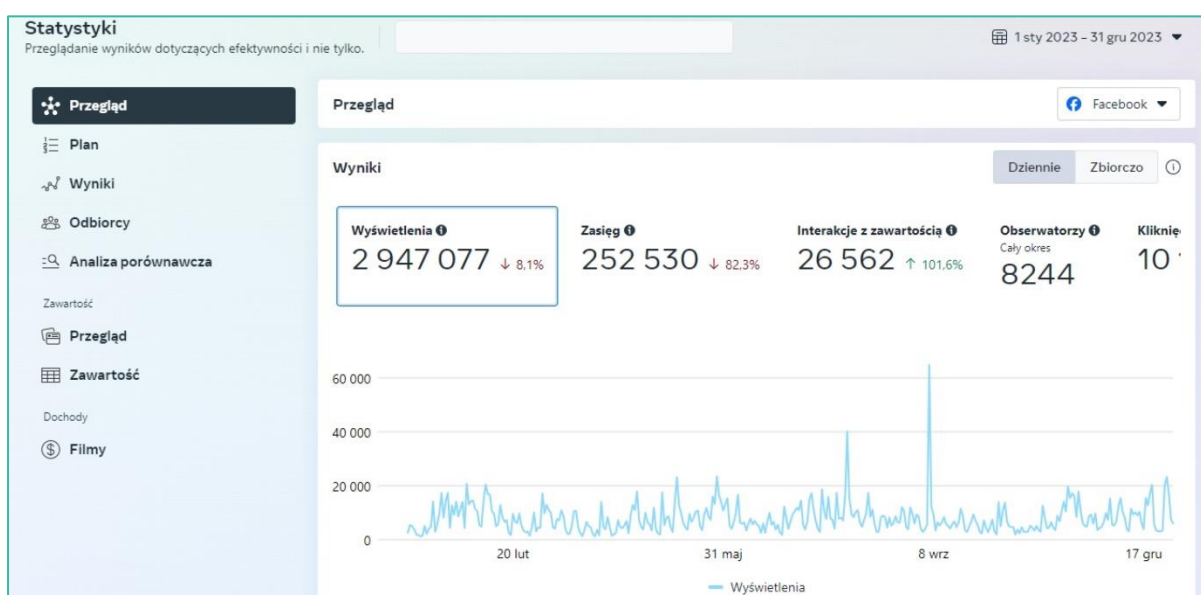 Statystyki
Przeglądanie wyników dotyczących efektywności i nie tylko.
1 sty 2023 – 31 gru 2023
Przegląd
Plan
Wyniki
Odbiorcy
Analiza porównawcza
Zawartość
Przegląd
Zawartość
Dochody
Filmy
Przegląd
Facebook
Wyniki
Dziennie
Zbiorczo
Wyświetlenia
2 947 077 ↓ 8,1%
Zasięg
252 530 ↓ 82,3%
Interakcje z zawartością
26 562 ↑ 101,6%
Obserwatorzy
Cały okres
8244
10
60 000
40 000
20 000
0
20 lut 31 maj 8 wrz 17 gru
Wyświetlenia